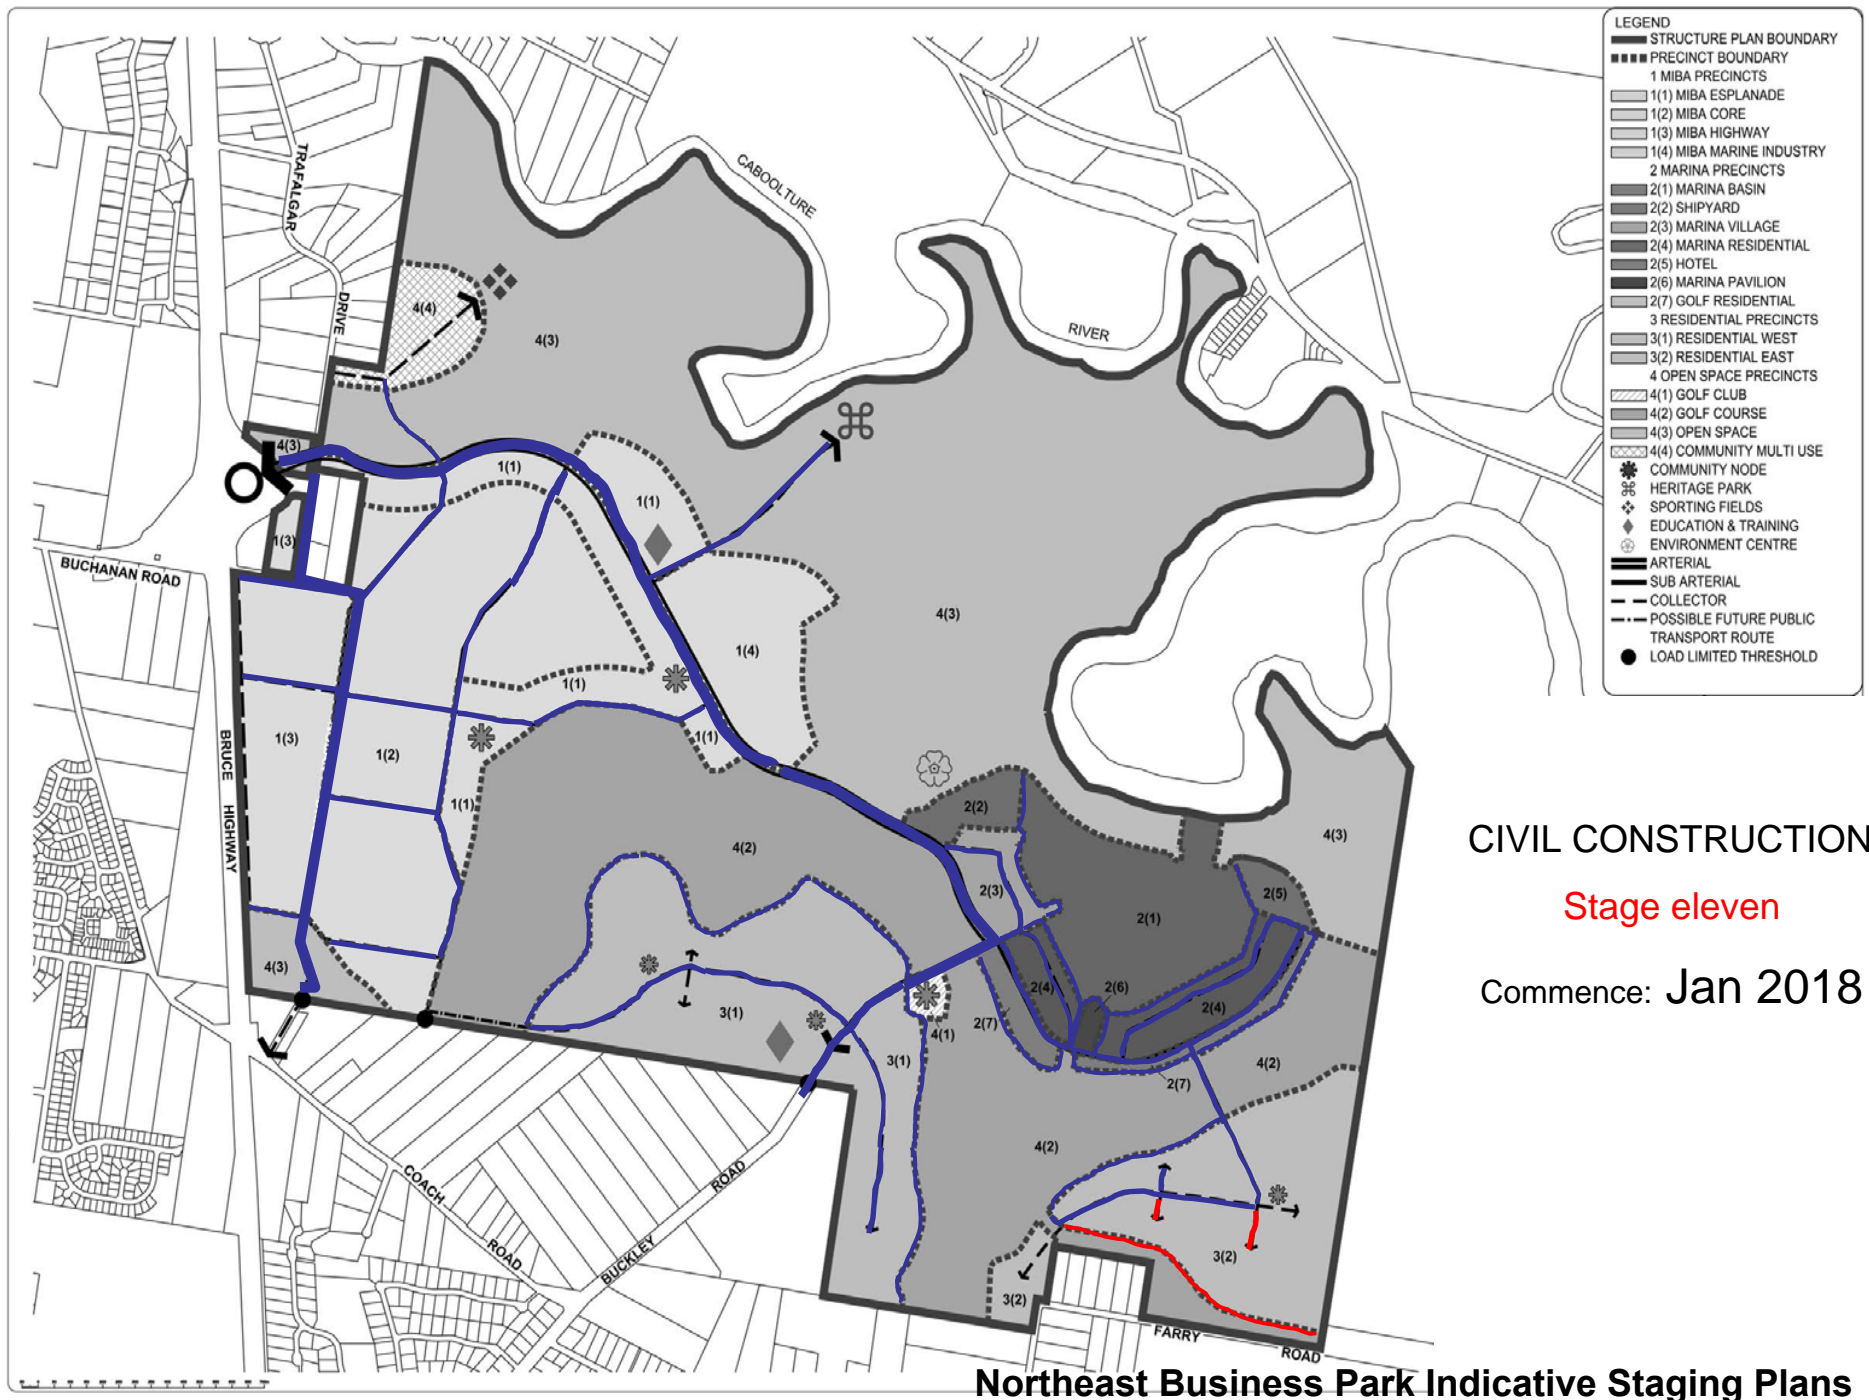 LEGEND
STRUCTURE PLAN BOUNDARY
PRECINCT BOUNDARY
1 MIBA PRECINCTS
1(1) MIBA ESPLANADE
1(2) MIBA CORE
1(3) MIBA HIGHWAY
1(4) MIBA MARINE INDUSTRY
2 MARINA PRECINCTS
2(1) MARINA BASIN
2(2) SHIPYARD
2(3) MARINA VILLAGE
2(4) MARINA RESIDENTIAL
2(5) HOTEL
2(6) MARINA PAVILION
2(7) GOLF RESIDENTIAL
3 RESIDENTIAL PRECINCTS
3(1) RESIDENTIAL WEST
3(2) RESIDENTIAL EAST
4 OPEN SPACE PRECINCTS
4(1) GOLF CLUB
4(2) GOLF COURSE
4(3) OPEN SPACE
4(4) COMMUNITY MULTI USE
COMMUNITY NODE
HERITAGE PARK
SPORTING FIELDS
EDUCATION & TRAINING
ENVIRONMENT CENTRE
ARTERIAL
SUB ARTERIAL
COLLECTOR
POSSIBLE FUTURE PUBLIC
TRANSPORT ROUTE
LOAD LIMITED THRESHOLD
TRAFALGAR
DRIVE
CABOOLTURE
RIVER
4(4)
4(3)
4(3)
1(1)
1(1)
1(3)
BUCHANAN ROAD
4(3)
1(4)
1(1)
1(3)
1(2)
1(1)
BRUCE HIGHWAY
1(1)
2(2)
4(3)
4(2)
2(3)
2(5)
2(1)
4(3)
2(4)
2(6)
2(4)
3(1)
4(1)
2(7)
3(1)
4(2)
2(7)
4(2)
COACH
ROAD
BUCKLEY
ROAD
3(2)
3(2)
FARRY
ROAD
CIVIL CONSTRUCTION
Stage eleven
Commence: Jan 2018
Northeast Business Park Indicative Staging Plans